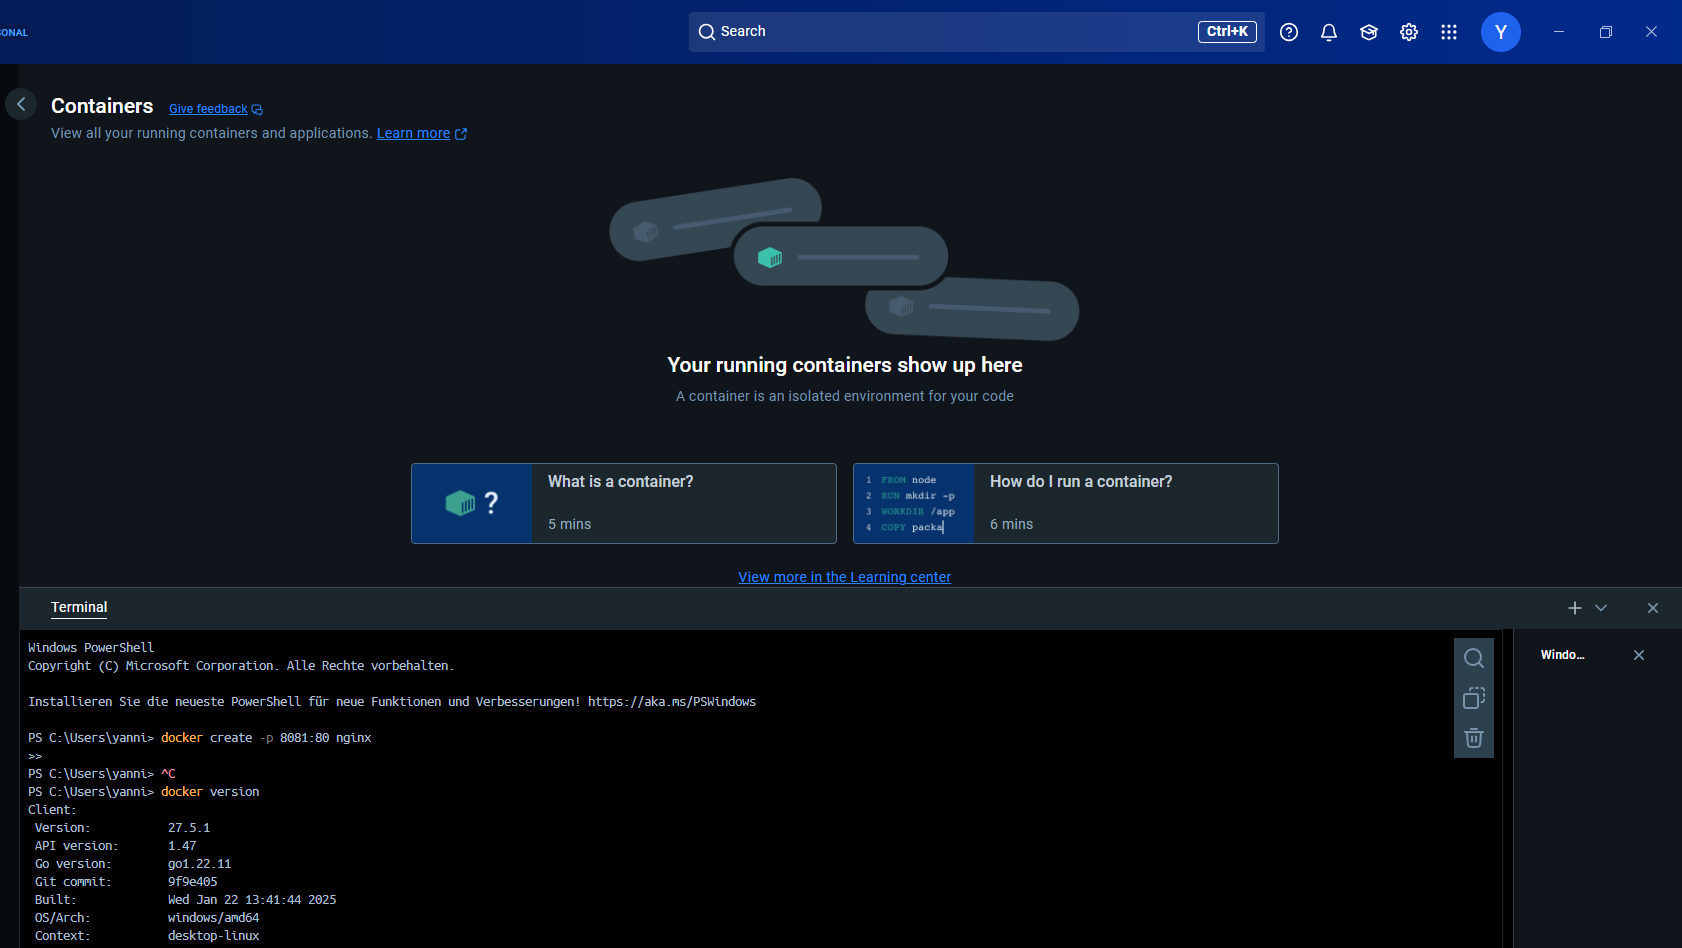 ONAL
Search
Ctrl+K
Y
Containers
Give feedback
View all your running containers and applications. Learn more
Your running containers show up here
A container is an isolated environment for your code
?
What is a container?
5 mins
1 FROM node
2 RUN mkdir -p
3 WORKDIR /app
4 COPY packa
How do I run a container?
6 mins
View more in the Learning center
Terminal
Windows PowerShell
Copyright (C) Microsoft Corporation. Alle Rechte vorbehalten.
Installieren Sie die neueste PowerShell für neue Funktionen und Verbesserungen! https://aka.ms/PSWindows
PS C:\Users\yanni> docker create -p 8081:80 nginx
>>
PS C:\Users\yanni> ^C
PS C:\Users\yanni> docker version
Client:
Version: 27.5.1
API version: 1.47
Go version: go1.22.11
Git commit: 9f9e405
Built: Wed Jan 22 13:41:44 2025
OS/Arch: windows/amd64
Context: desktop-linux
Windo...